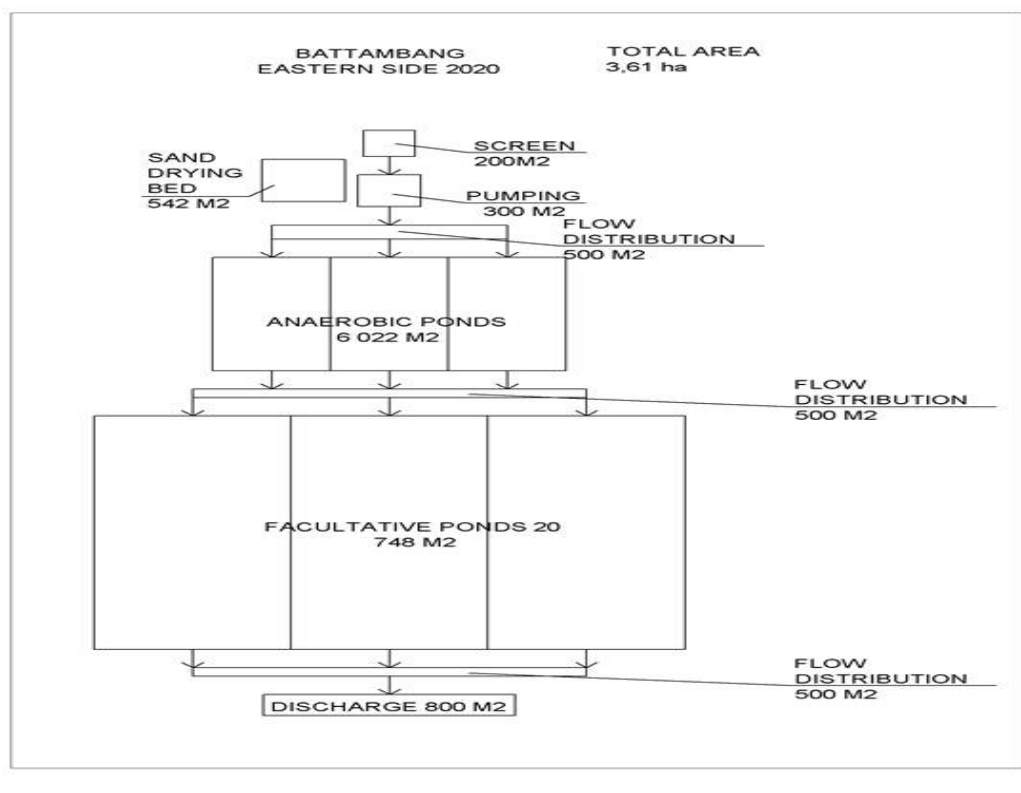 BATTAMBANG
EASTERN SIDE 2020
TOTAL AREA
3,61 ha
SCREEN
200M2
SAND
DRYING
BED
542 M2
PUMPING
300 M2
FLOW
DISTRIBUTION
500 M2
ANAEROBIC PONDS
6 022 M2
FLOW
DISTRIBUTION
500 M2
FACULTATIVE PONDS 20
748 M2
FLOW
DISTRIBUTION
500 M2
DISCHARGE 800 M2